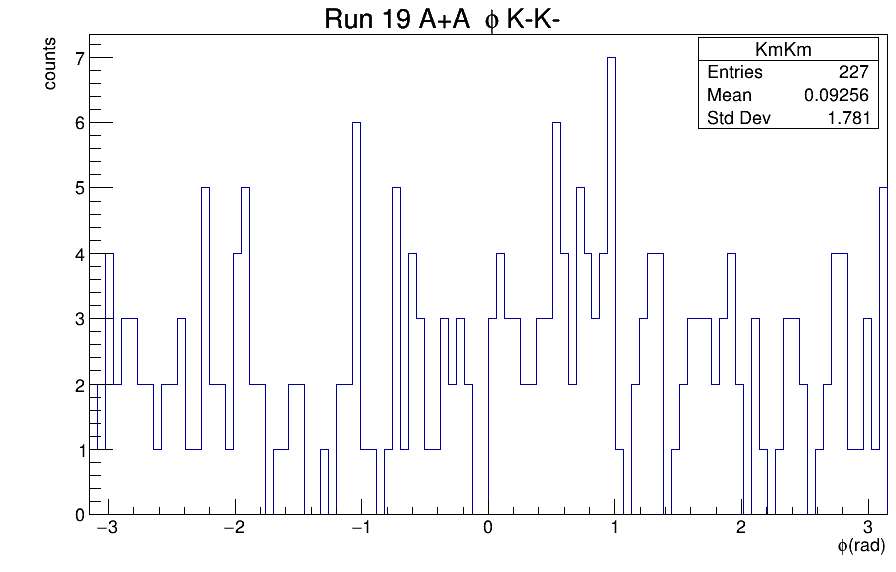 Run 19 A+A ϕ K-K-
counts
KmKm
Entries 227
Mean 0.09256
Std Dev 1.781
7
6
5
4
3
2
1
0
−3 −2 −1 0 1 2 3
ϕ(rad)